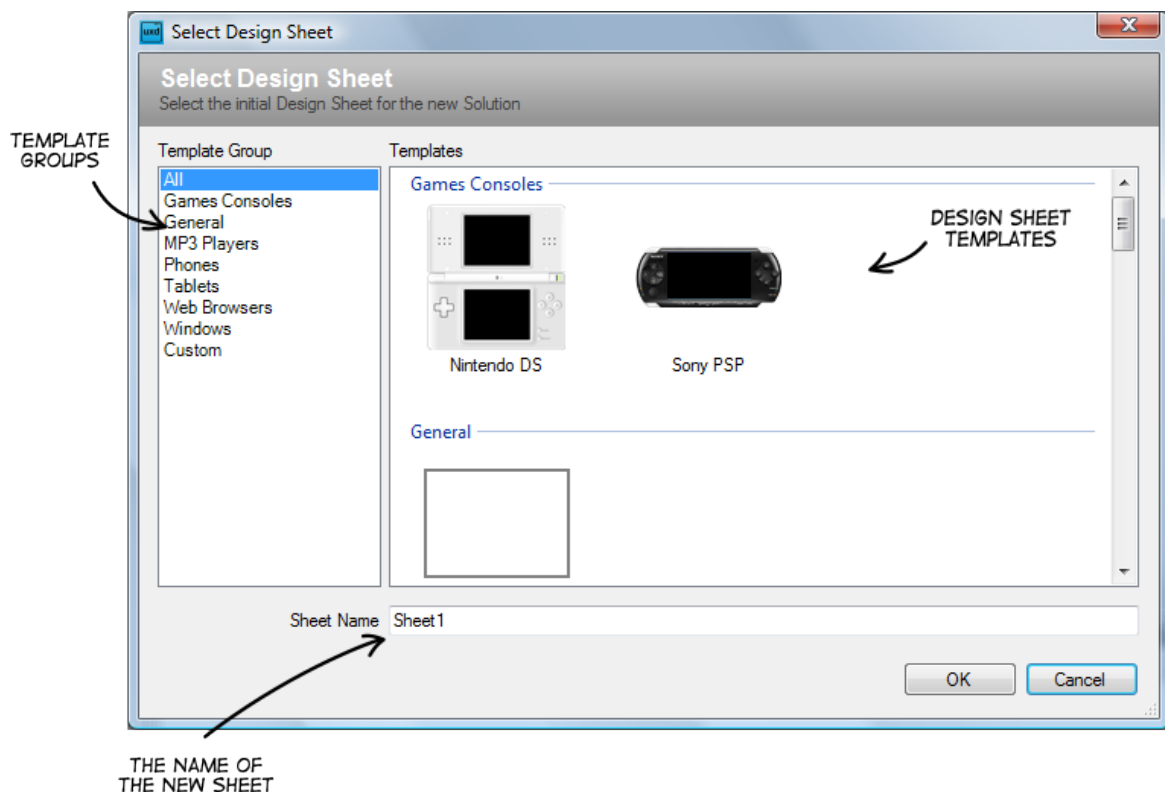 uxd
Select Design Sheet
X
Select Design Sheet
Select the initial Design Sheet for the new Solution
TEMPLATE
GROUPS
Template Group
Templates
All
Games Consoles
General
MP3 Players
Phones
Tablets
Web Browsers
Windows
Custom
Games Consoles
DESIGN SHEET
TEMPLATES
Nintendo DS
Sony PSP
General
Sheet Name
Sheet1
OK
Cancel
THE NAME OF
THE NEW SHEET